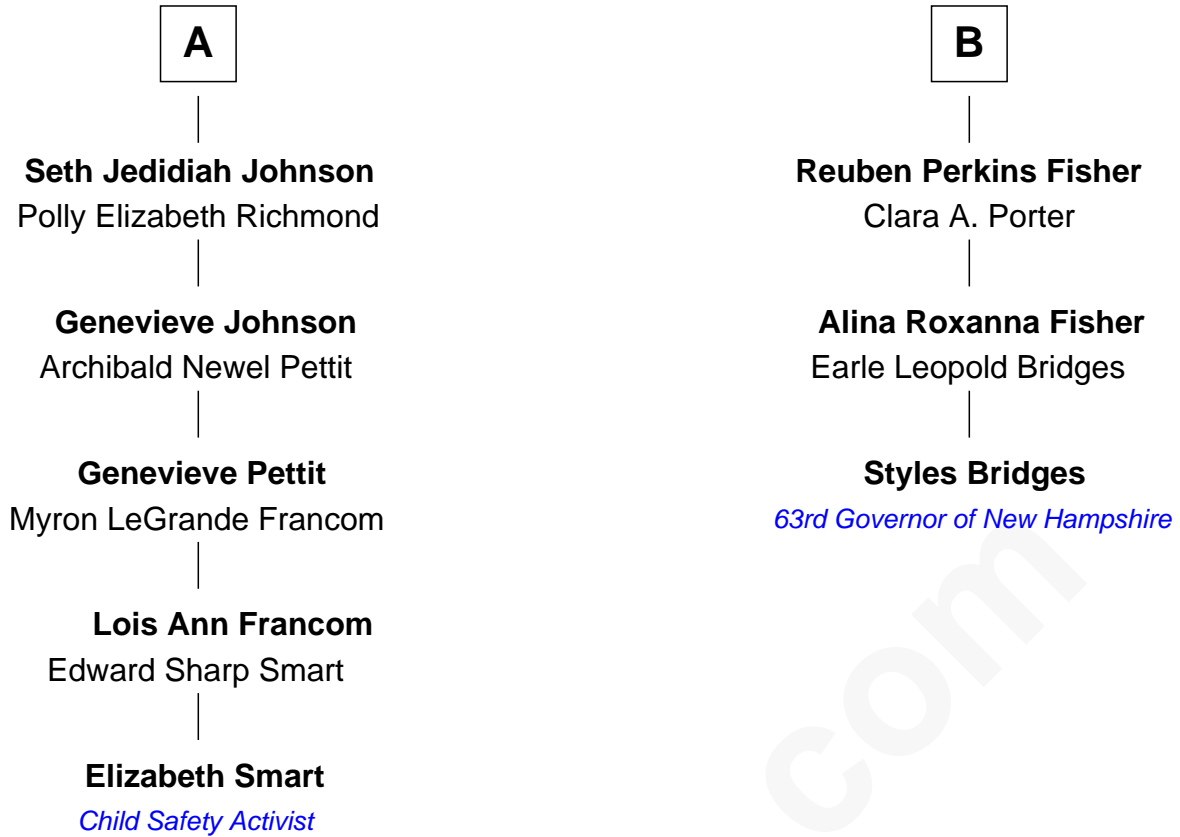 A
Seth Jedidiah Johnson
Polly Elizabeth Richmond
Genevieve Johnson
Archibald Newel Pettit
Genevieve Pettit
Myron LeGrande Francom
Lois Ann Francom
Edward Sharp Smart
Elizabeth Smart
Child Safety Activist
B
Reuben Perkins Fisher
Clara A. Porter
Alina Roxanna Fisher
Earle Leopold Bridges
Styles Bridges
63rd Governor of New Hampshire
com